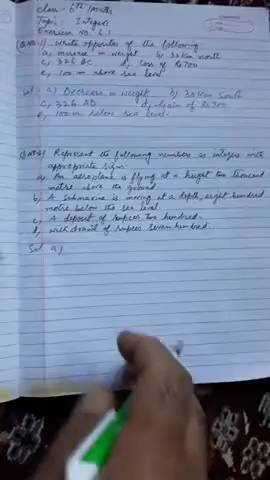 Class - 6th / Maths
Topic: Integers
Exercise No. 6.1
Q.No:-1) Write opposites of the following
a, increase in weight b) 30 km north
c, 326 BC d, Loss of Rs 700
e, 100 m above sea level
Sol: a) Decrease in weight b) 30 km South
c, 326 AD d, Gain of Rs 700
e, 100 m below sea level.
Q.No:-2) Represent the following numbers as integers with
appropriate signs.
a, An aeroplane is flying at a height two thousand
metre above the ground.
b) A submarine is moving at a depth, eight hundred
metre below the sea level.
c, A deposit of rupees two hundred.
d, withdrawl of rupees seven hundred.
Sol a)